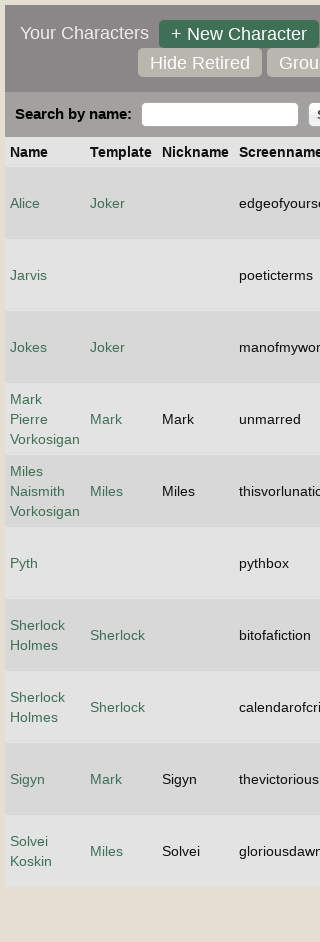 Your Characters + New Character
Hide Retired Grou
Search by name:
Name Template Nickname Screenname
Alice Joker edgeofyours
Jarvis poeticterms
Jokes Joker manofmywor
Mark
Pierre Mark Mark unmarred
Vorkosigan
Miles
Naismith Miles Miles thisvorlunatic
Vorkosigan
Pyth pythbox
Sherlock
Holmes Sherlock bitofafiction
Sherlock
Holmes Sherlock calendarofcri
Sigyn Mark Sigyn thevictorious
Solvei
Koskin Miles Solvei gloriousdawn